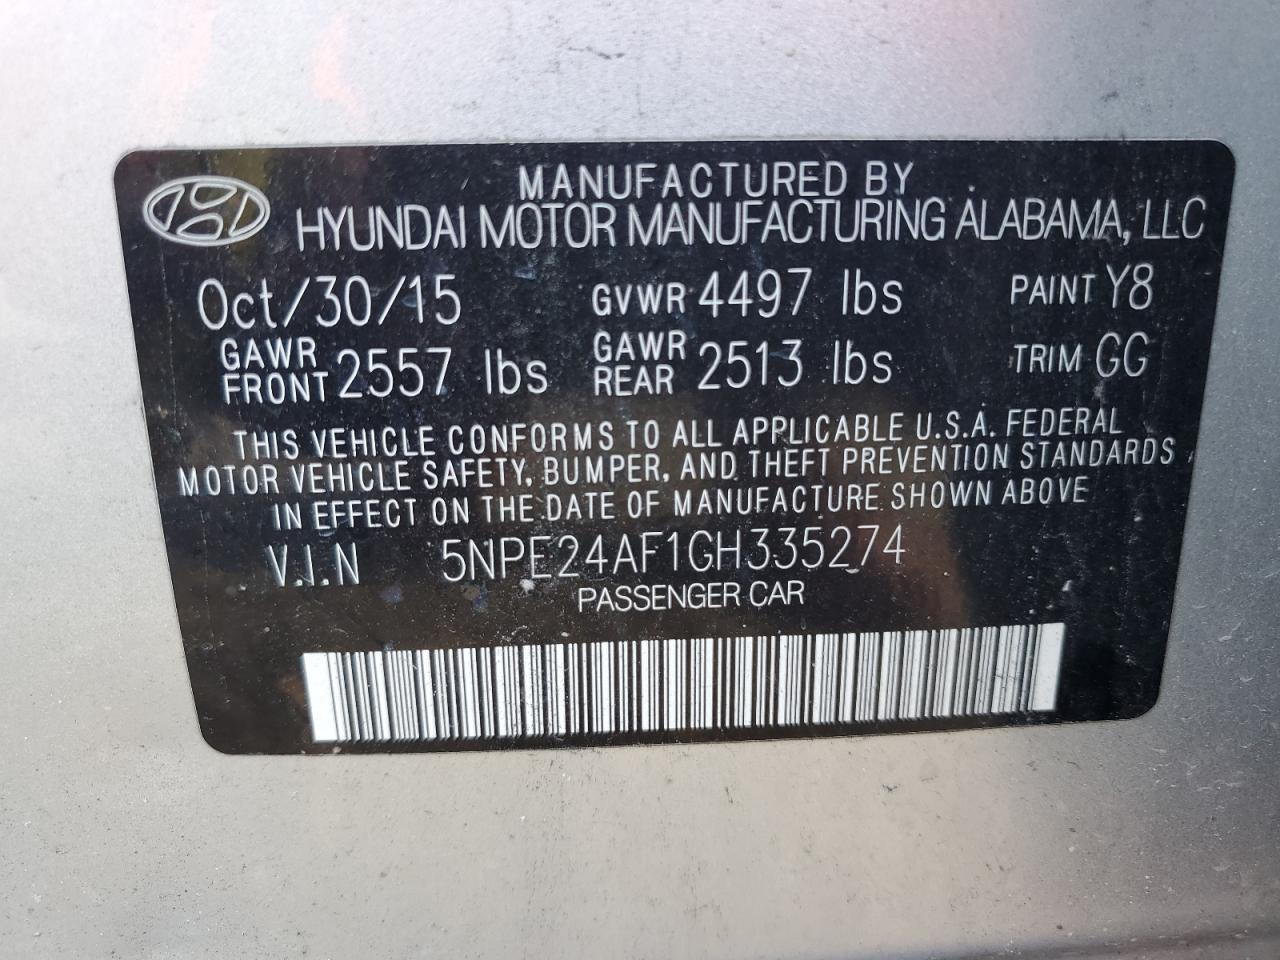 MANUFACTURED BY
HYUNDAI MOTOR MANUFACTURING ALABAMA, LLC
Oct/30/15 GVWR 4497 lbs PAINT Y8
GAWR FRONT 2557 lbs GAWR REAR 2513 lbs TRIM GG
THIS VEHICLE CONFORMS TO ALL APPLICABLE U.S.A. FEDERAL
MOTOR VEHICLE SAFETY, BUMPER, AND THEFT PREVENTION STANDARDS
IN EFFECT ON THE DATE OF MANUFACTURE SHOWN ABOVE
V.I.N 5NPE24AF1GH335274
PASSENGER CAR